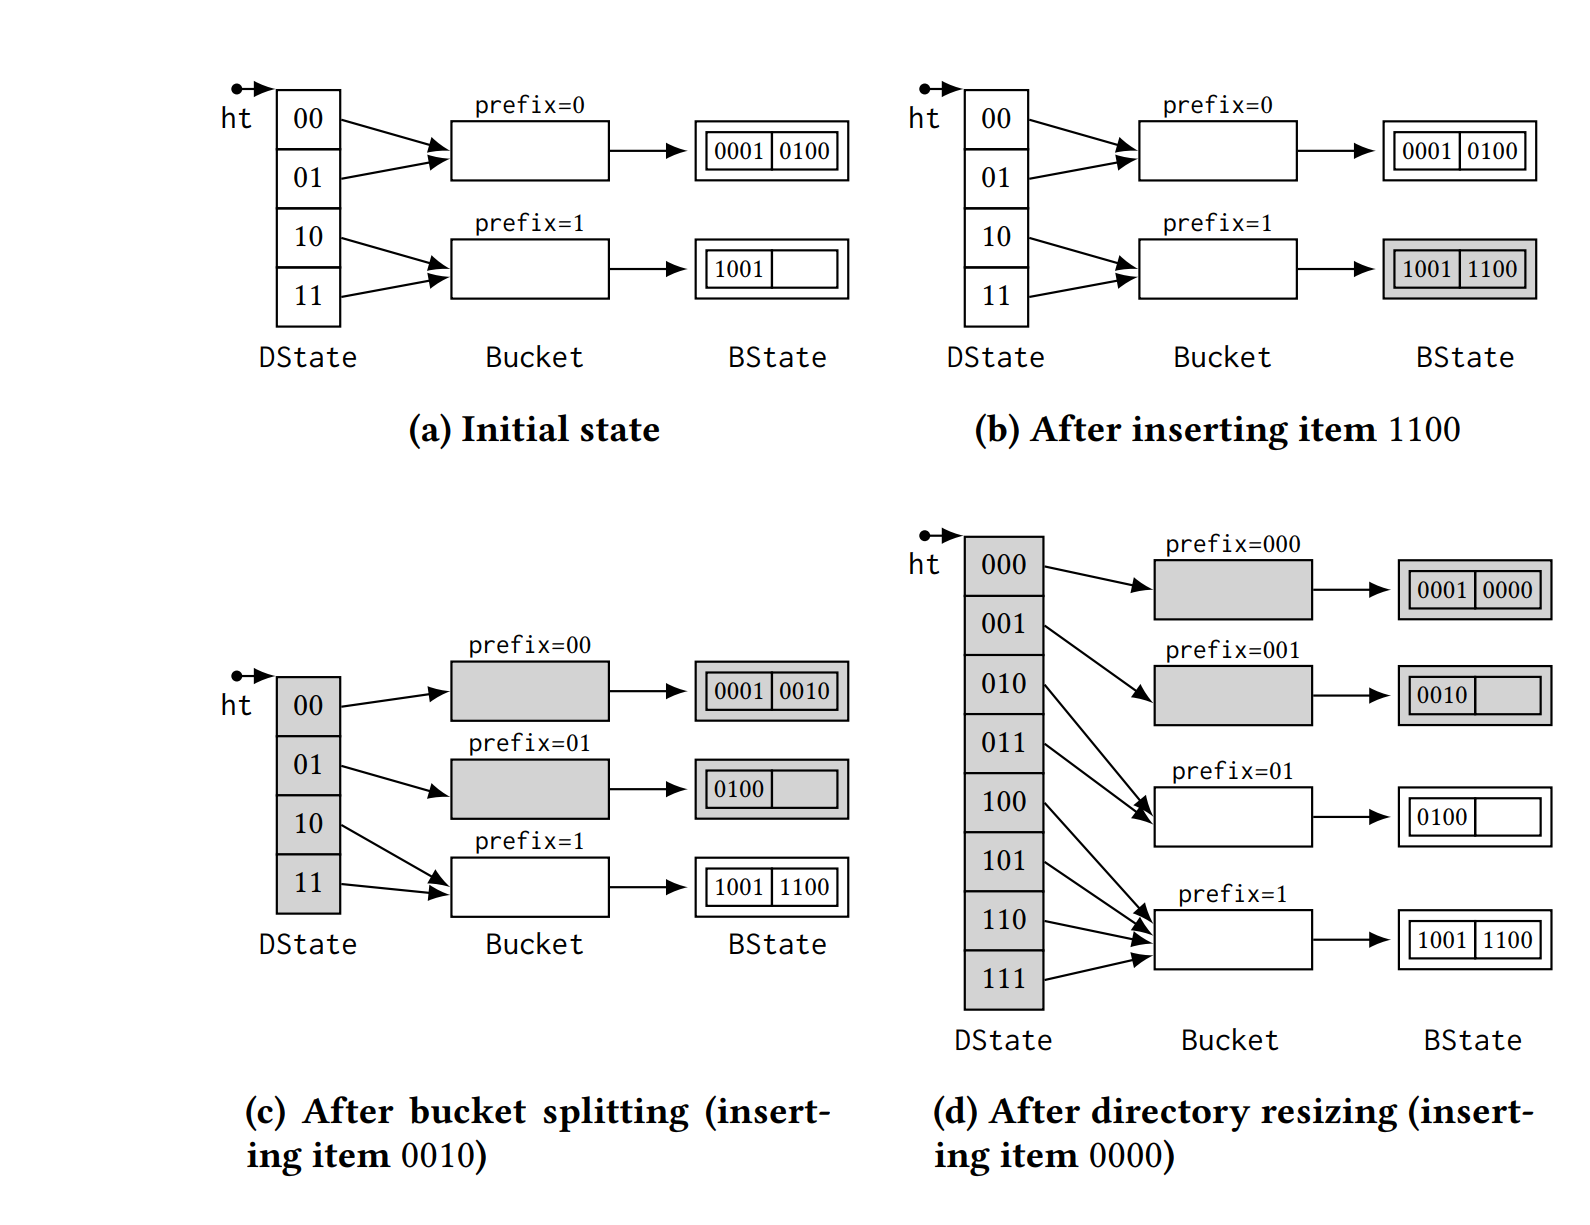 prefix=0
ht
00
01
10
11
0001 0100
prefix=1
1001
DState Bucket BState
(a) Initial state
prefix=0
ht
00
01
10
11
0001 0100
prefix=1
1001 1100
DState Bucket BState
(b) After inserting item 1100
prefix=00
ht
00
01
10
11
0001 0010
prefix=01
0100
prefix=1
1001 1100
DState Bucket BState
(c) After bucket splitting (insert-
ing item 0010)
prefix=000
ht
000
001
010
011
100
101
110
111
0001 0000
prefix=001
0010
prefix=01
0100
prefix=1
1001 1100
DState Bucket BState
(d) After directory resizing (insert-
ing item 0000)